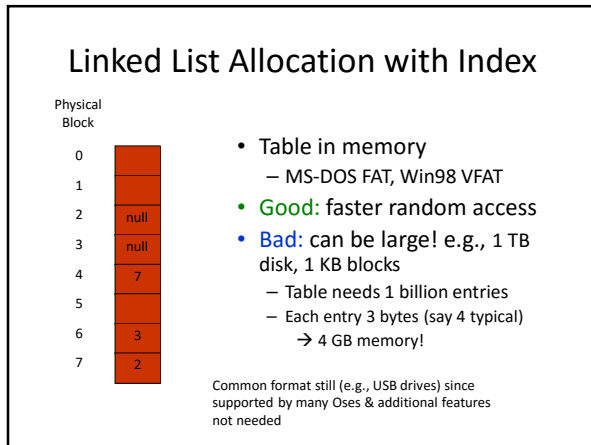 Linked List Allocation with Index
Physical
Block
0
1
2 null
3 null
4 7
5
6 3
7 2
• Table in memory
– MS-DOS FAT, Win98 VFAT
• Good: faster random access
• Bad: can be large! e.g., 1 TB
disk, 1 KB blocks
– Table needs 1 billion entries
– Each entry 3 bytes (say 4 typical)
→ 4 GB memory!
Common format still (e.g., USB drives) since
supported by many Oses & additional features
not needed